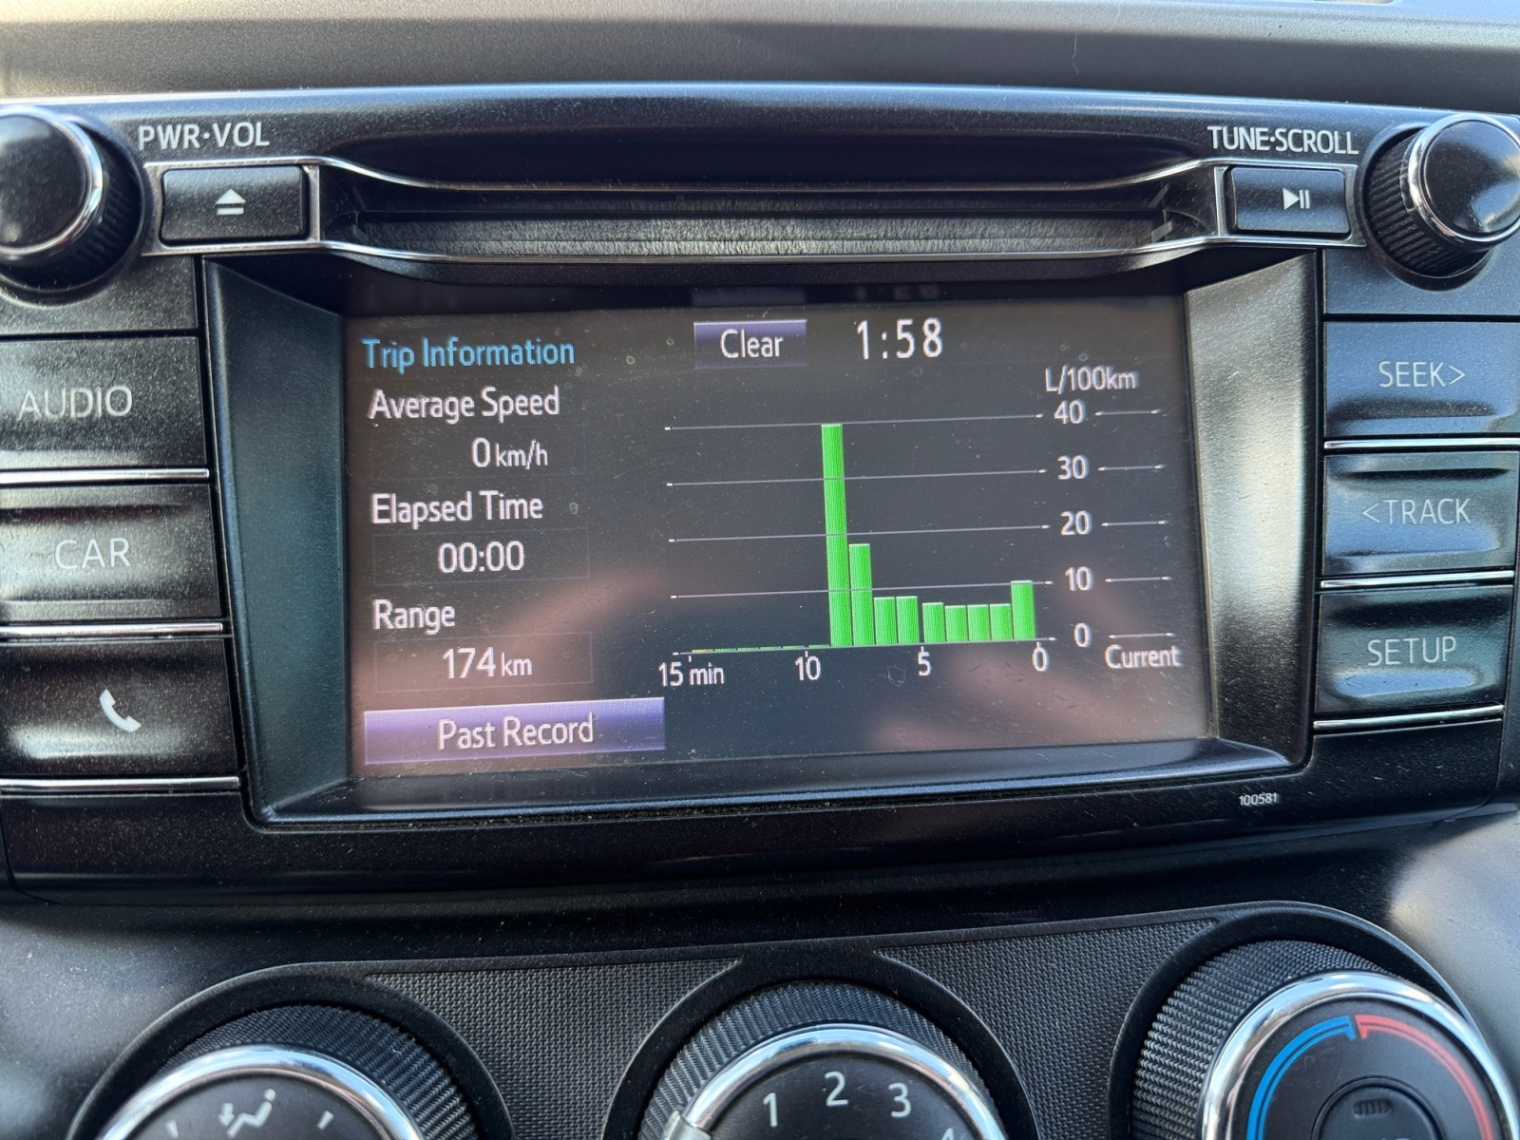 PWR·VOL
TUNE·SCROLL
AUDIO
CAR
Trip Information
Clear
1:58
Average Speed
0 km/h
Elapsed Time
00:00
Range
174 km
Past Record
L/100km
40
30
20
10
0
15 min
10
5
0
Current
SEEK>
<TRACK
SETUP
100581
1
2
3